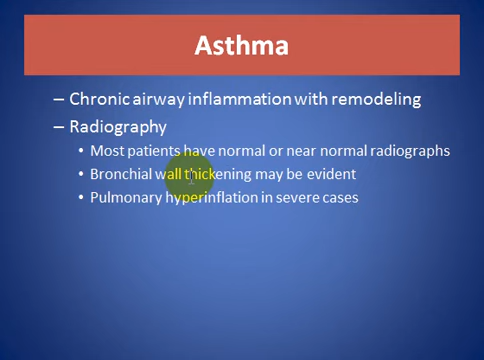 Asthma
– Chronic airway inflammation with remodeling
– Radiography
• Most patients have normal or near normal radiographs
• Bronchial wall thickening may be evident
• Pulmonary hyperinflation in severe cases